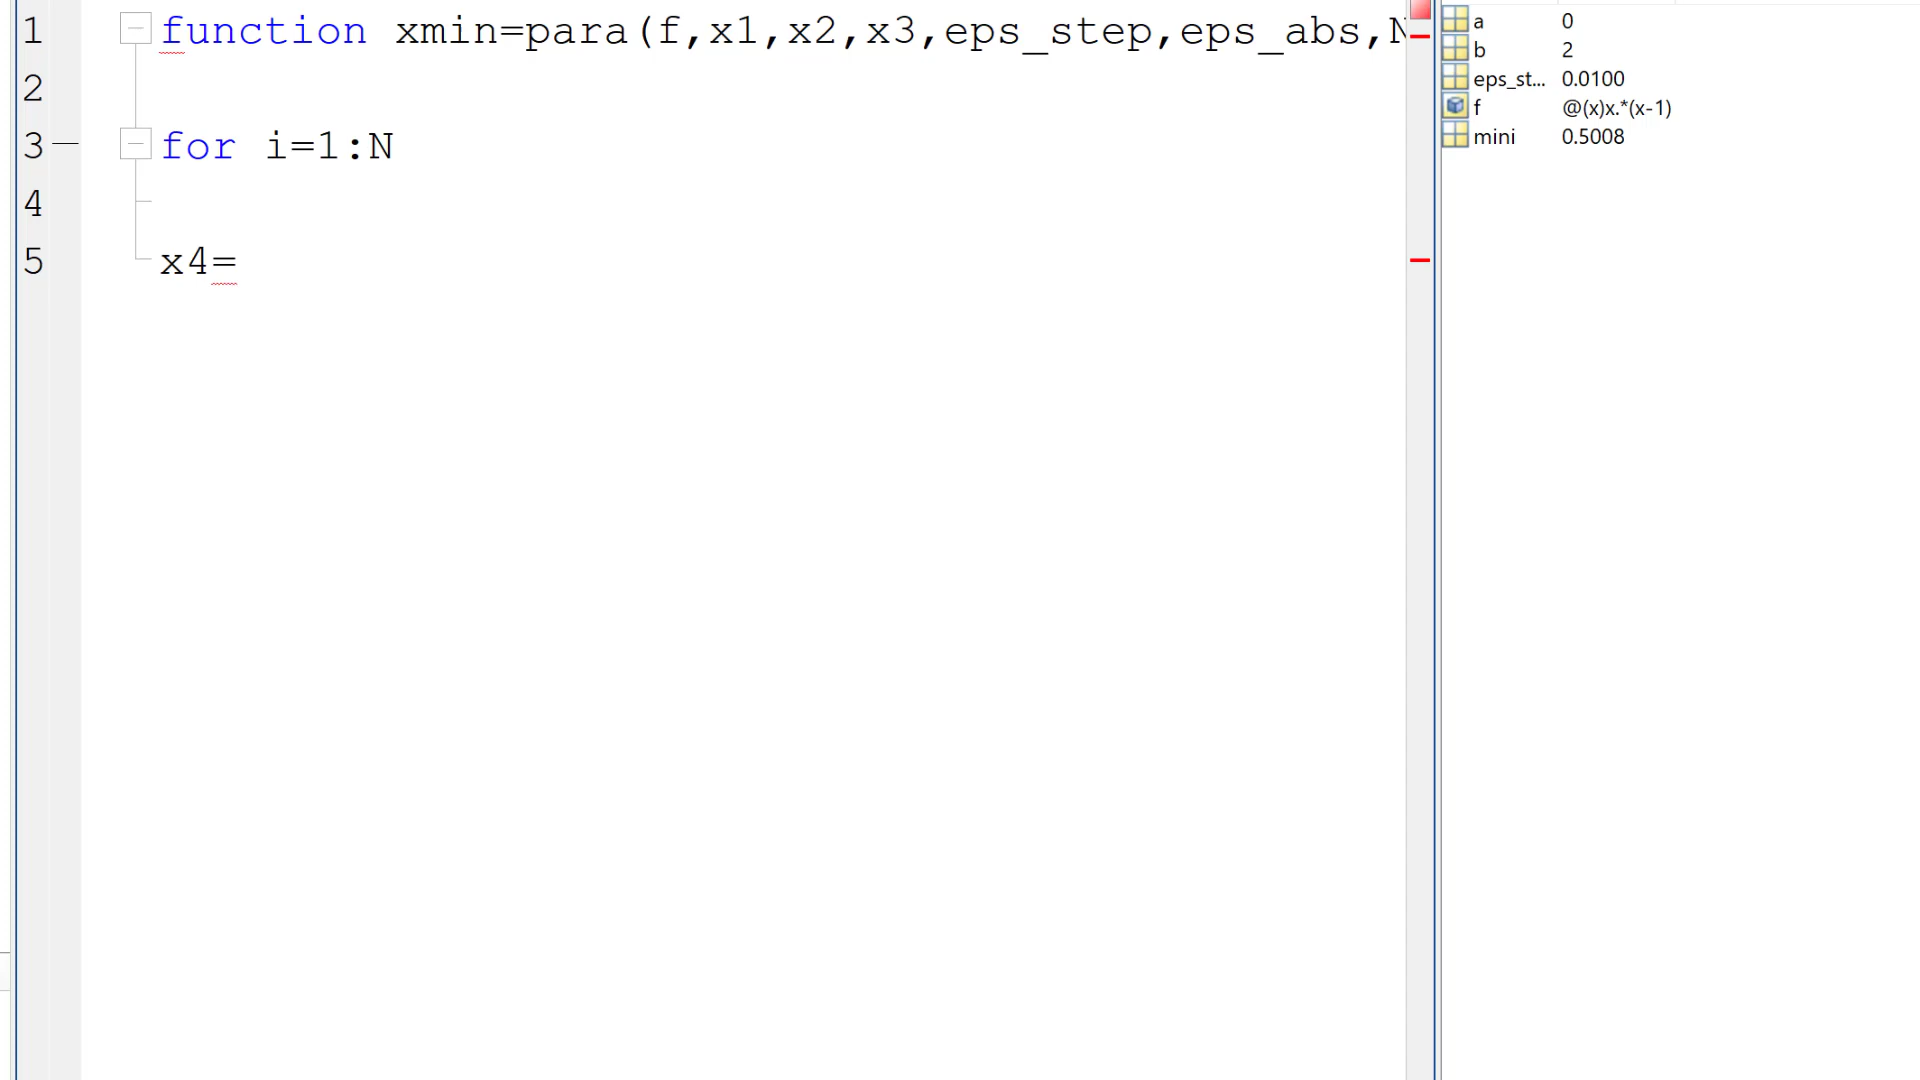 1 function xmin=para(f,x1,x2,x3,eps_step,eps_abs,N
2
3 for i=1:N
4
5 x4=
a 0
b 2
eps_st... 0.0100
f @(x)x.*(x-1)
mini 0.5008